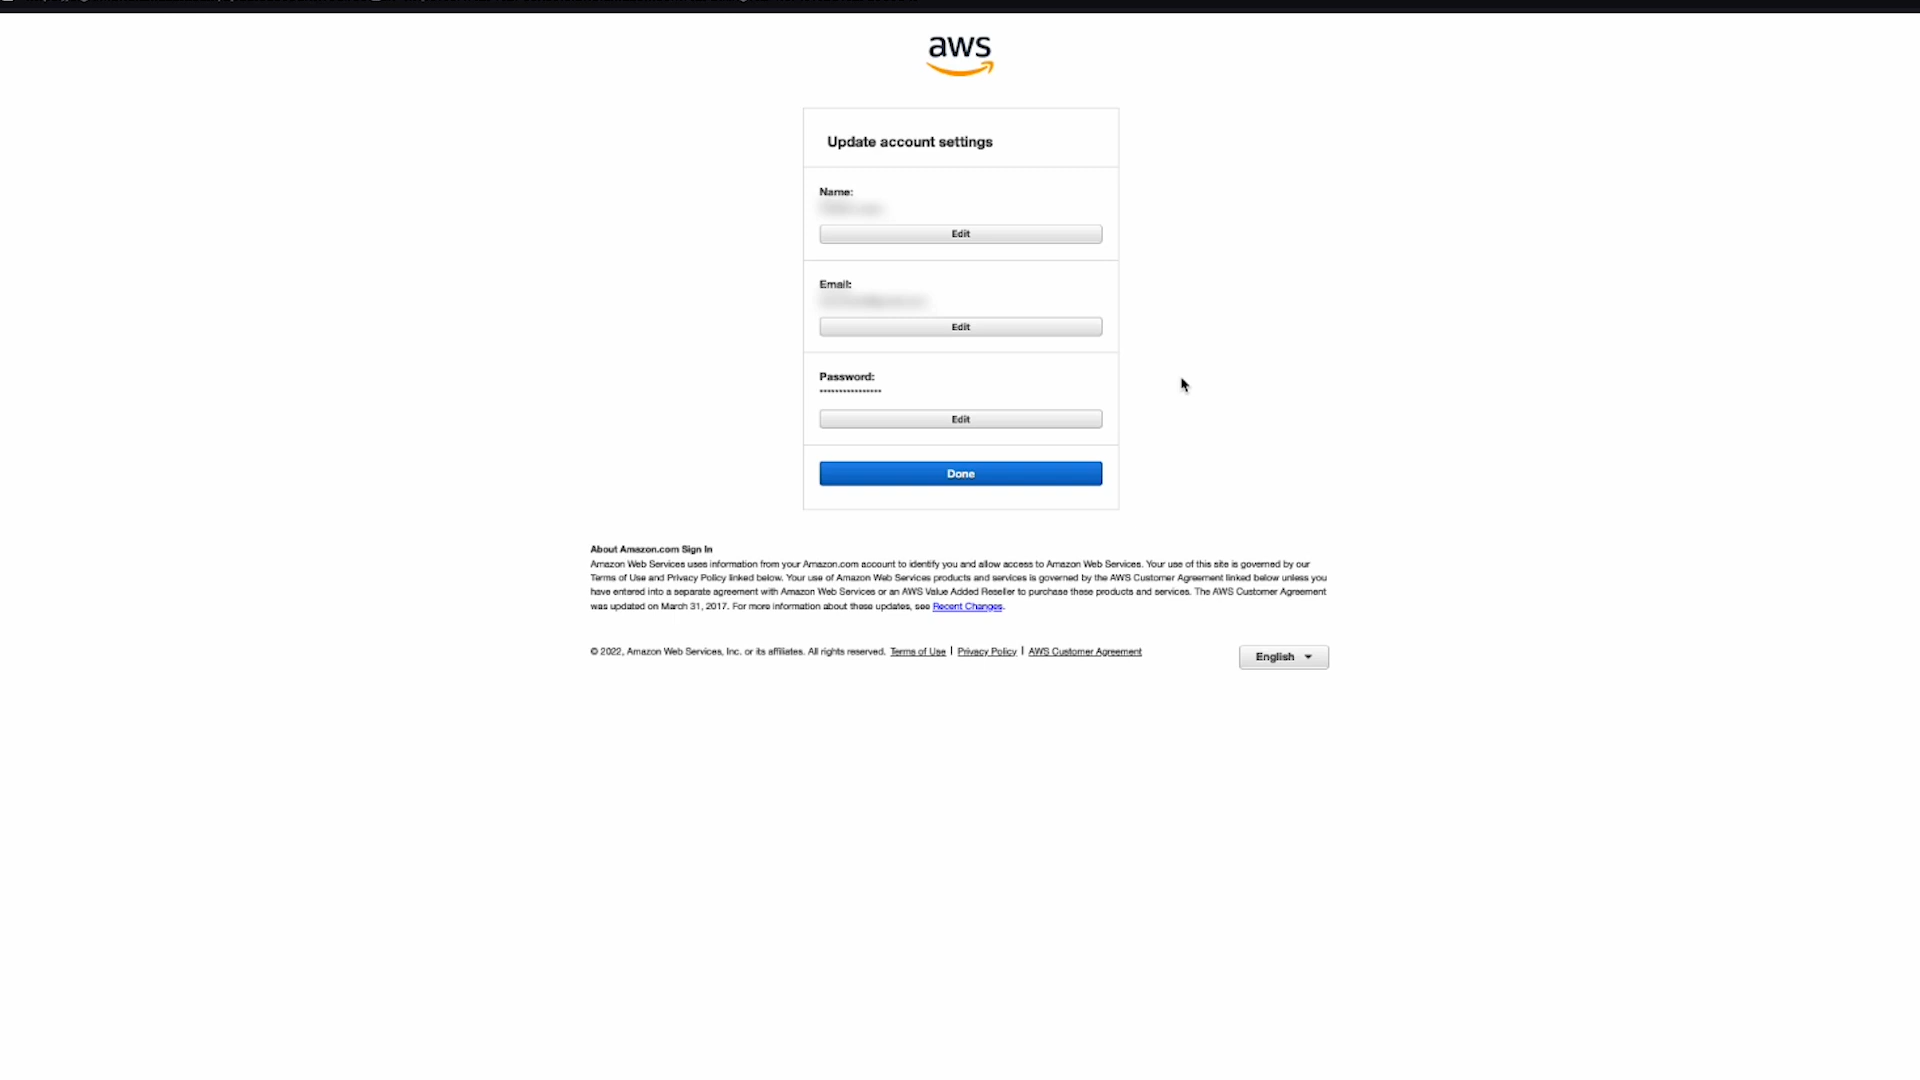 aws
Update account settings
Name:
Edit
Email:
Edit
Password:
Edit
Done
About Amazon.com Sign In
Amazon Web Services uses information from your Amazon.com account to identify you and allow access to Amazon Web Services. Your use of this site is governed by our
Terms of Use and Privacy Policy linked below. Your use of Amazon Web Services products and services is governed by the AWS Customer Agreement linked below unless you
have entered into a separate agreement with Amazon Web Services or an AWS Value Added Reseller to purchase these products and services. The AWS Customer Agreement
was updated on March 31, 2017. For more information about these updates, see Recent Changes.
© 2022, Amazon Web Services, Inc. or its affiliates. All rights reserved. Terms of Use | Privacy Policy | AWS Customer Agreement
English